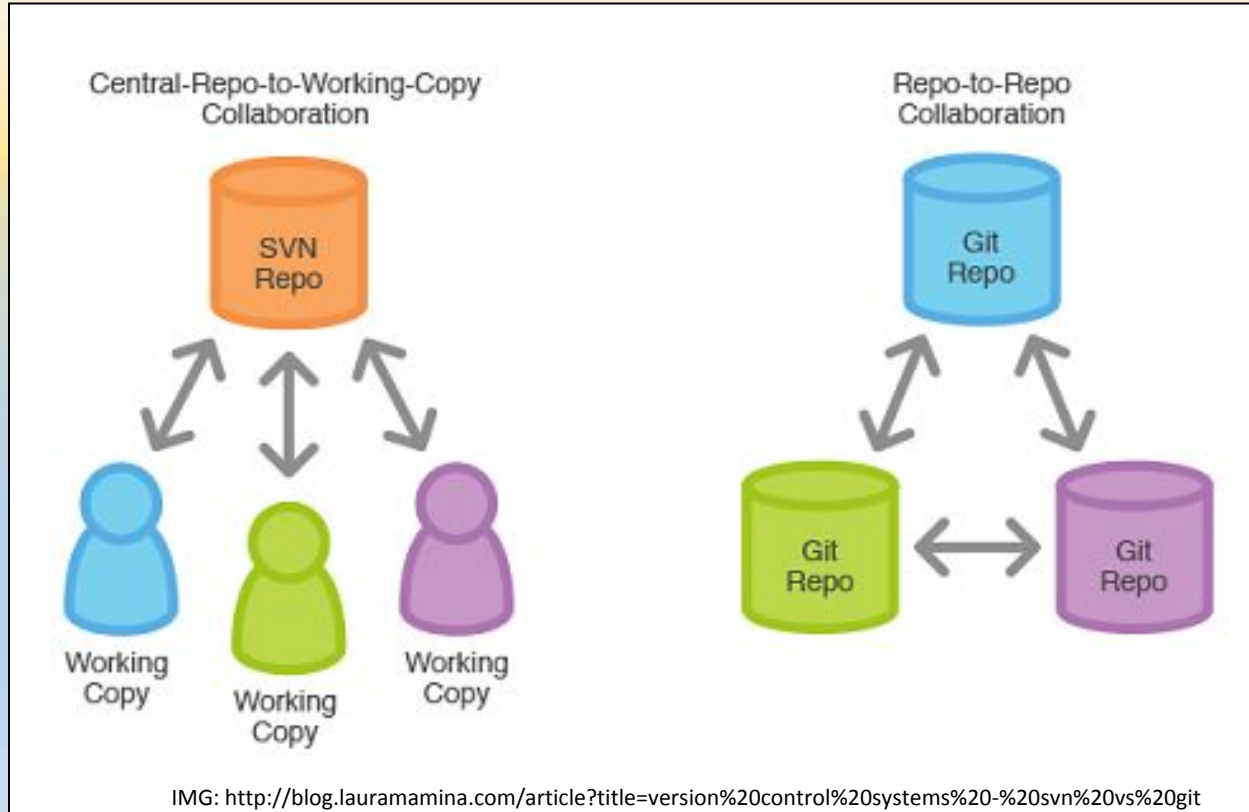 Central-Repo-to-Working-Copy
Collaboration
SVN
Repo
Working
Copy
Working
Copy
Working
Copy
Repo-to-Repo
Collaboration
Git
Repo
Git
Repo
Git
Repo
IMG: http://blog.lauramamina.com/article?title=version%20control%20systems%20-%20svn%20vs%20git